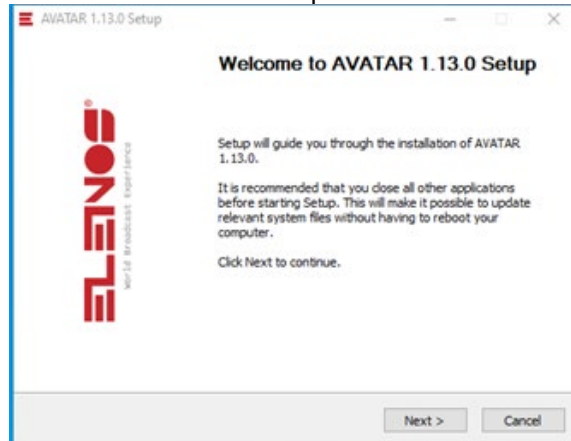 AVATAR 1.13.0 Setup
Welcome to AVATAR 1.13.0 Setup
ELENOS®
World Broadcast Experience
Setup will guide you through the installation of AVATAR
1.13.0.
It is recommended that you close all other applications
before starting Setup. This will make it possible to update
relevant system files without having to reboot your
computer.
Click Next to continue.
Next >
Cancel